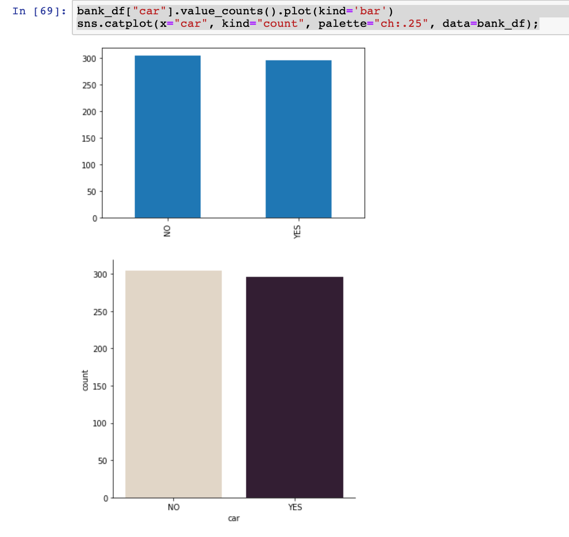 In [69]: bank_df["car"].value_counts().plot(kind='bar')
sns.catplot(x="car", kind="count", palette="ch:.25", data=bank_df);
300
250
200
150
100
50
0
NO YES
300
250
200
150
100
50
0
count
NO YES
car